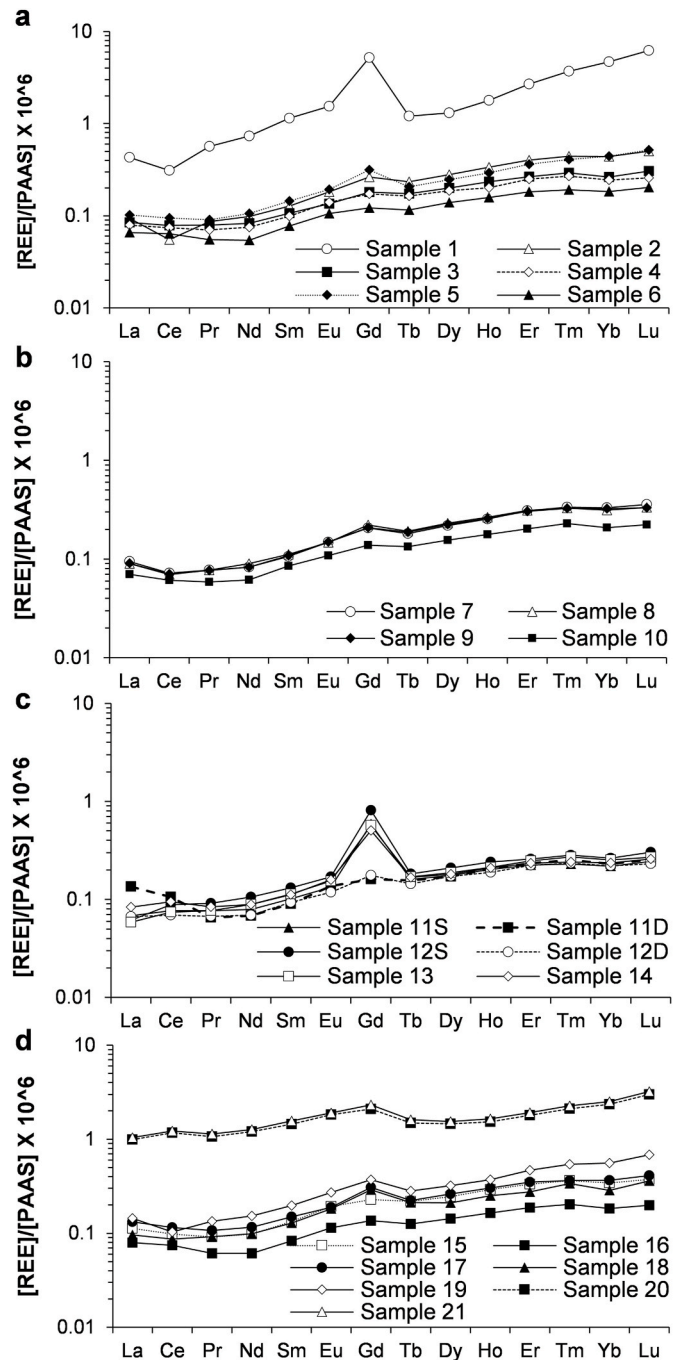 a
[REE]/[PAAS] X 10^6
10
1
0.1
0.01
Sample 1 Sample 2
Sample 3 Sample 4
Sample 5 Sample 6
La Ce Pr Nd Sm Eu Gd Tb Dy Ho Er Tm Yb Lu
b
[REE]/[PAAS] X 10^6
10
1
0.1
0.01
Sample 7 Sample 8
Sample 9 Sample 10
La Ce Pr Nd Sm Eu Gd Tb Dy Ho Er Tm Yb Lu
c
[REE]/[PAAS] X 10^6
10
1
0.1
0.01
Sample 11S Sample 11D
Sample 12S Sample 12D
Sample 13 Sample 14
La Ce Pr Nd Sm Eu Gd Tb Dy Ho Er Tm Yb Lu
d
[REE]/[PAAS] X 10^6
10
1
0.1
0.01
Sample 15 Sample 16
Sample 17 Sample 18
Sample 19 Sample 20
Sample 21
La Ce Pr Nd Sm Eu Gd Tb Dy Ho Er Tm Yb Lu